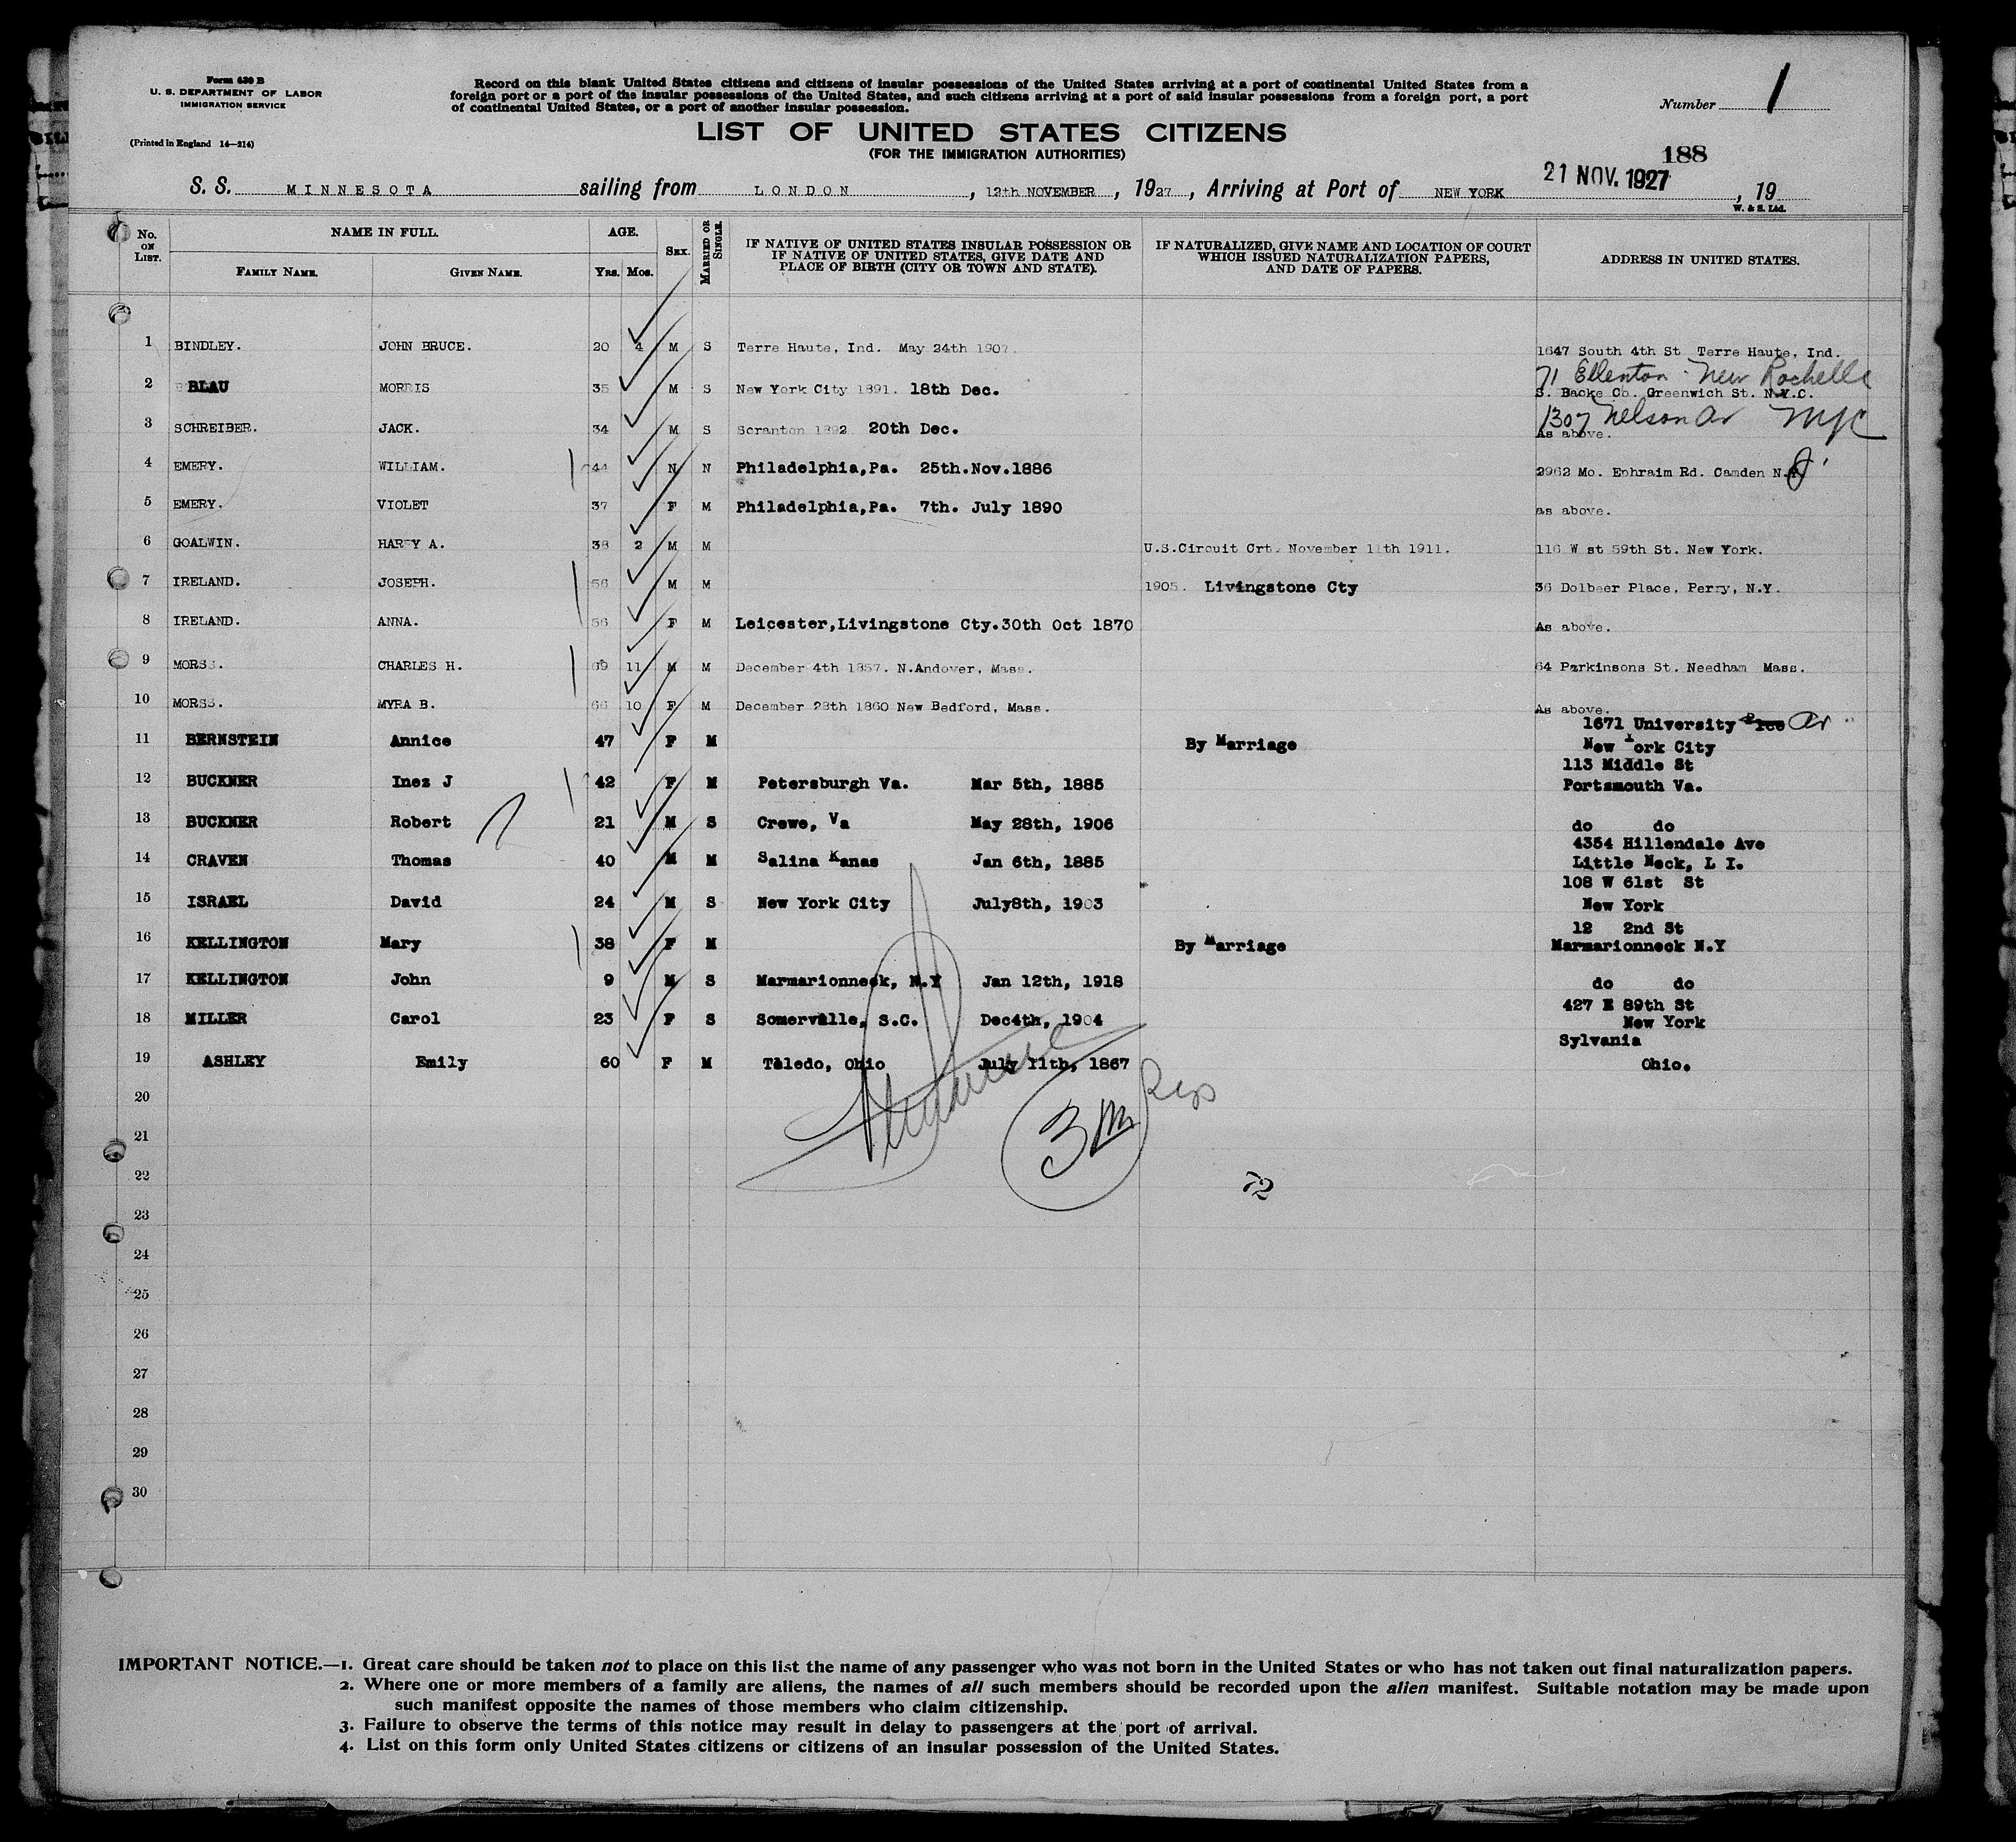 Form 630 B
U. S. DEPARTMENT OF LABOR
IMMIGRATION SERVICE
(Printed in England 14—214)
Record on this blank United States citizens and citizens of insular possessions of the United States arriving at a port of continental United States from a
foreign port or a port of the insular possessions of the United States, and such citizens arriving at a port of said insular possessions from a foreign port, a port
of continental United States, or a port of another insular possession.
Number 1
LIST OF UNITED STATES CITIZENS
(FOR THE IMMIGRATION AUTHORITIES)
188
S. S. MINNESOTA sailing from LONDON, 12th NOVEMBER, 1927, Arriving at Port of NEW YORK 21 NOV. 1927, 19
W. & S. Ltd.
No. ON LIST. NAME IN FULL. AGE. SEX. MARRIED OR SINGLE. IF NATIVE OF UNITED STATES INSULAR POSSESSION OR IF NATIVE OF UNITED STATES, GIVE DATE AND PLACE OF BIRTH (CITY OR TOWN AND STATE). IF NATURALIZED, GIVE NAME AND LOCATION OF COURT WHICH ISSUED NATURALIZATION PAPERS, AND DATE OF PAPERS. ADDRESS IN UNITED STATES.
FAMILY NAME. GIVEN NAME. YRS. MOS.
1 BINDLEY. JOHN BRUCE. 20 4 M S Terre Haute, Ind. May 24th 1907. 1647 South 4th St Terre Haute, Ind.
71 Ellenton New Rochelle
2 BLAU MORRIS 35 M S New York City 1891. 18th Dec. S. Backe Co. Greenwich St. N.Y.C.
1307 Nelson Av NYC
3 SCHREIBER. JACK. 34 M S Scranton 1892 20th Dec. As above.
4 EMERY. WILLIAM. 44 N N Philadelphia,Pa. 25th.Nov.1886 2962 Mo. Ephraim Rd. Camden N.J.
5 EMERY. VIOLET 37 F M Philadelphia,Pa. 7th. July 1890 as above.
6 GOALWIN. HARRY A. 38 2 M M U.S.Circuit Crt. November 11th 1911. 116 W st 59th St. New York.
7 IRELAND. JOSEPH. 56 M M 1905. Livingstone Cty 36 Dolbeer Place, Perry, N.Y.
8 IRELAND. ANNA. 56 F M Leicester,Livingstone Cty.30th Oct 1870 As above.
9 MORSS. CHARLES H. 69 11 M M December 4th 1857. N.Andover, Mass. 64 Parkinsons St. Needham Mass.
10 MORSS. MYRA B. 66 10 F M December 28th 1860 New Bedford, Mass. As above.
1671 University Av
11 BERNSTEIN Annice 47 F M By Marriage New York City
113 Middle St
12 BUCKNER Inez J 42 F M Petersburgh Va. Mar 5th, 1885 Portsmouth Va.
13 BUCKNER Robert 21 M S Crewe, Va May 28th, 1906 do do
4354 Hillendale Ave
14 CRAVEN Thomas 40 M M Salina Kanas Jan 6th, 1885 Little Neck, L I.
108 W 61st St
15 ISRAEL David 24 M S New York City July8th, 1903 New York
12 2nd St
16 KELLINGTON Mary 38 F M By Marriage Marmarionneck N.Y
17 KELLINGTON John 9 M S Marmarionneck, N.Y Jan 12th, 1918 do do
427 E 89th St
18 MILLER Carol 23 F S Somerville, S.C. Dec4th, 1904 New York
Sylvania
19 ASHLEY Emily 60 F M Toledo, Ohio July 11th, 1867 Ohio.
20
21
3 M
22
72
23
24
25
26
27
28
29
30
IMPORTANT NOTICE.—1. Great care should be taken not to place on this list the name of any passenger who was not born in the United States or who has not taken out final naturalization papers.
2. Where one or more members of a family are aliens, the names of all such members should be recorded upon the alien manifest. Suitable notation may be made upon
such manifest opposite the names of those members who claim citizenship.
3. Failure to observe the terms of this notice may result in delay to passengers at the port of arrival.
4. List on this form only United States citizens or citizens of an insular possession of the United States.